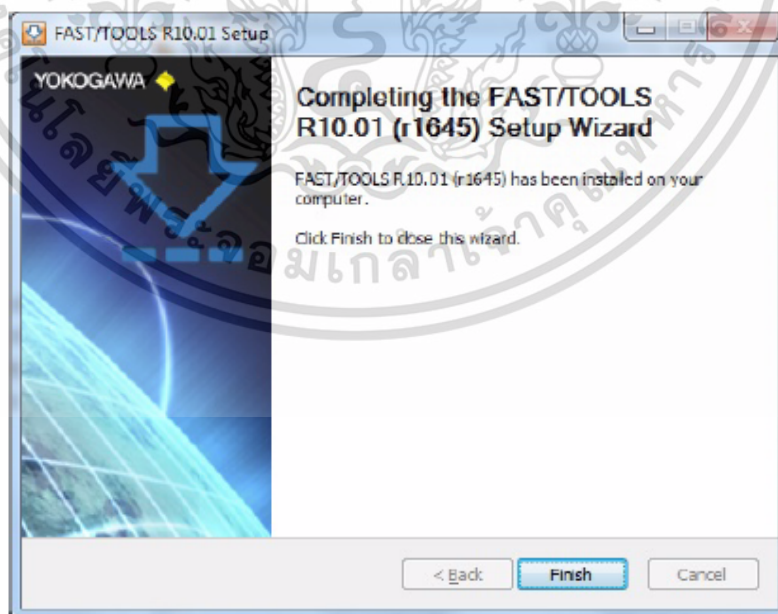 FAST/TOOLS R10.01 Setup
YOKOGAWA
Completing the FAST/TOOLS
R10.01 (r1645) Setup Wizard
FAST/TOOLS R10.01 (r1645) has been installed on your
computer.
Click Finish to close this wizard.
< Back
Finish
Cancel